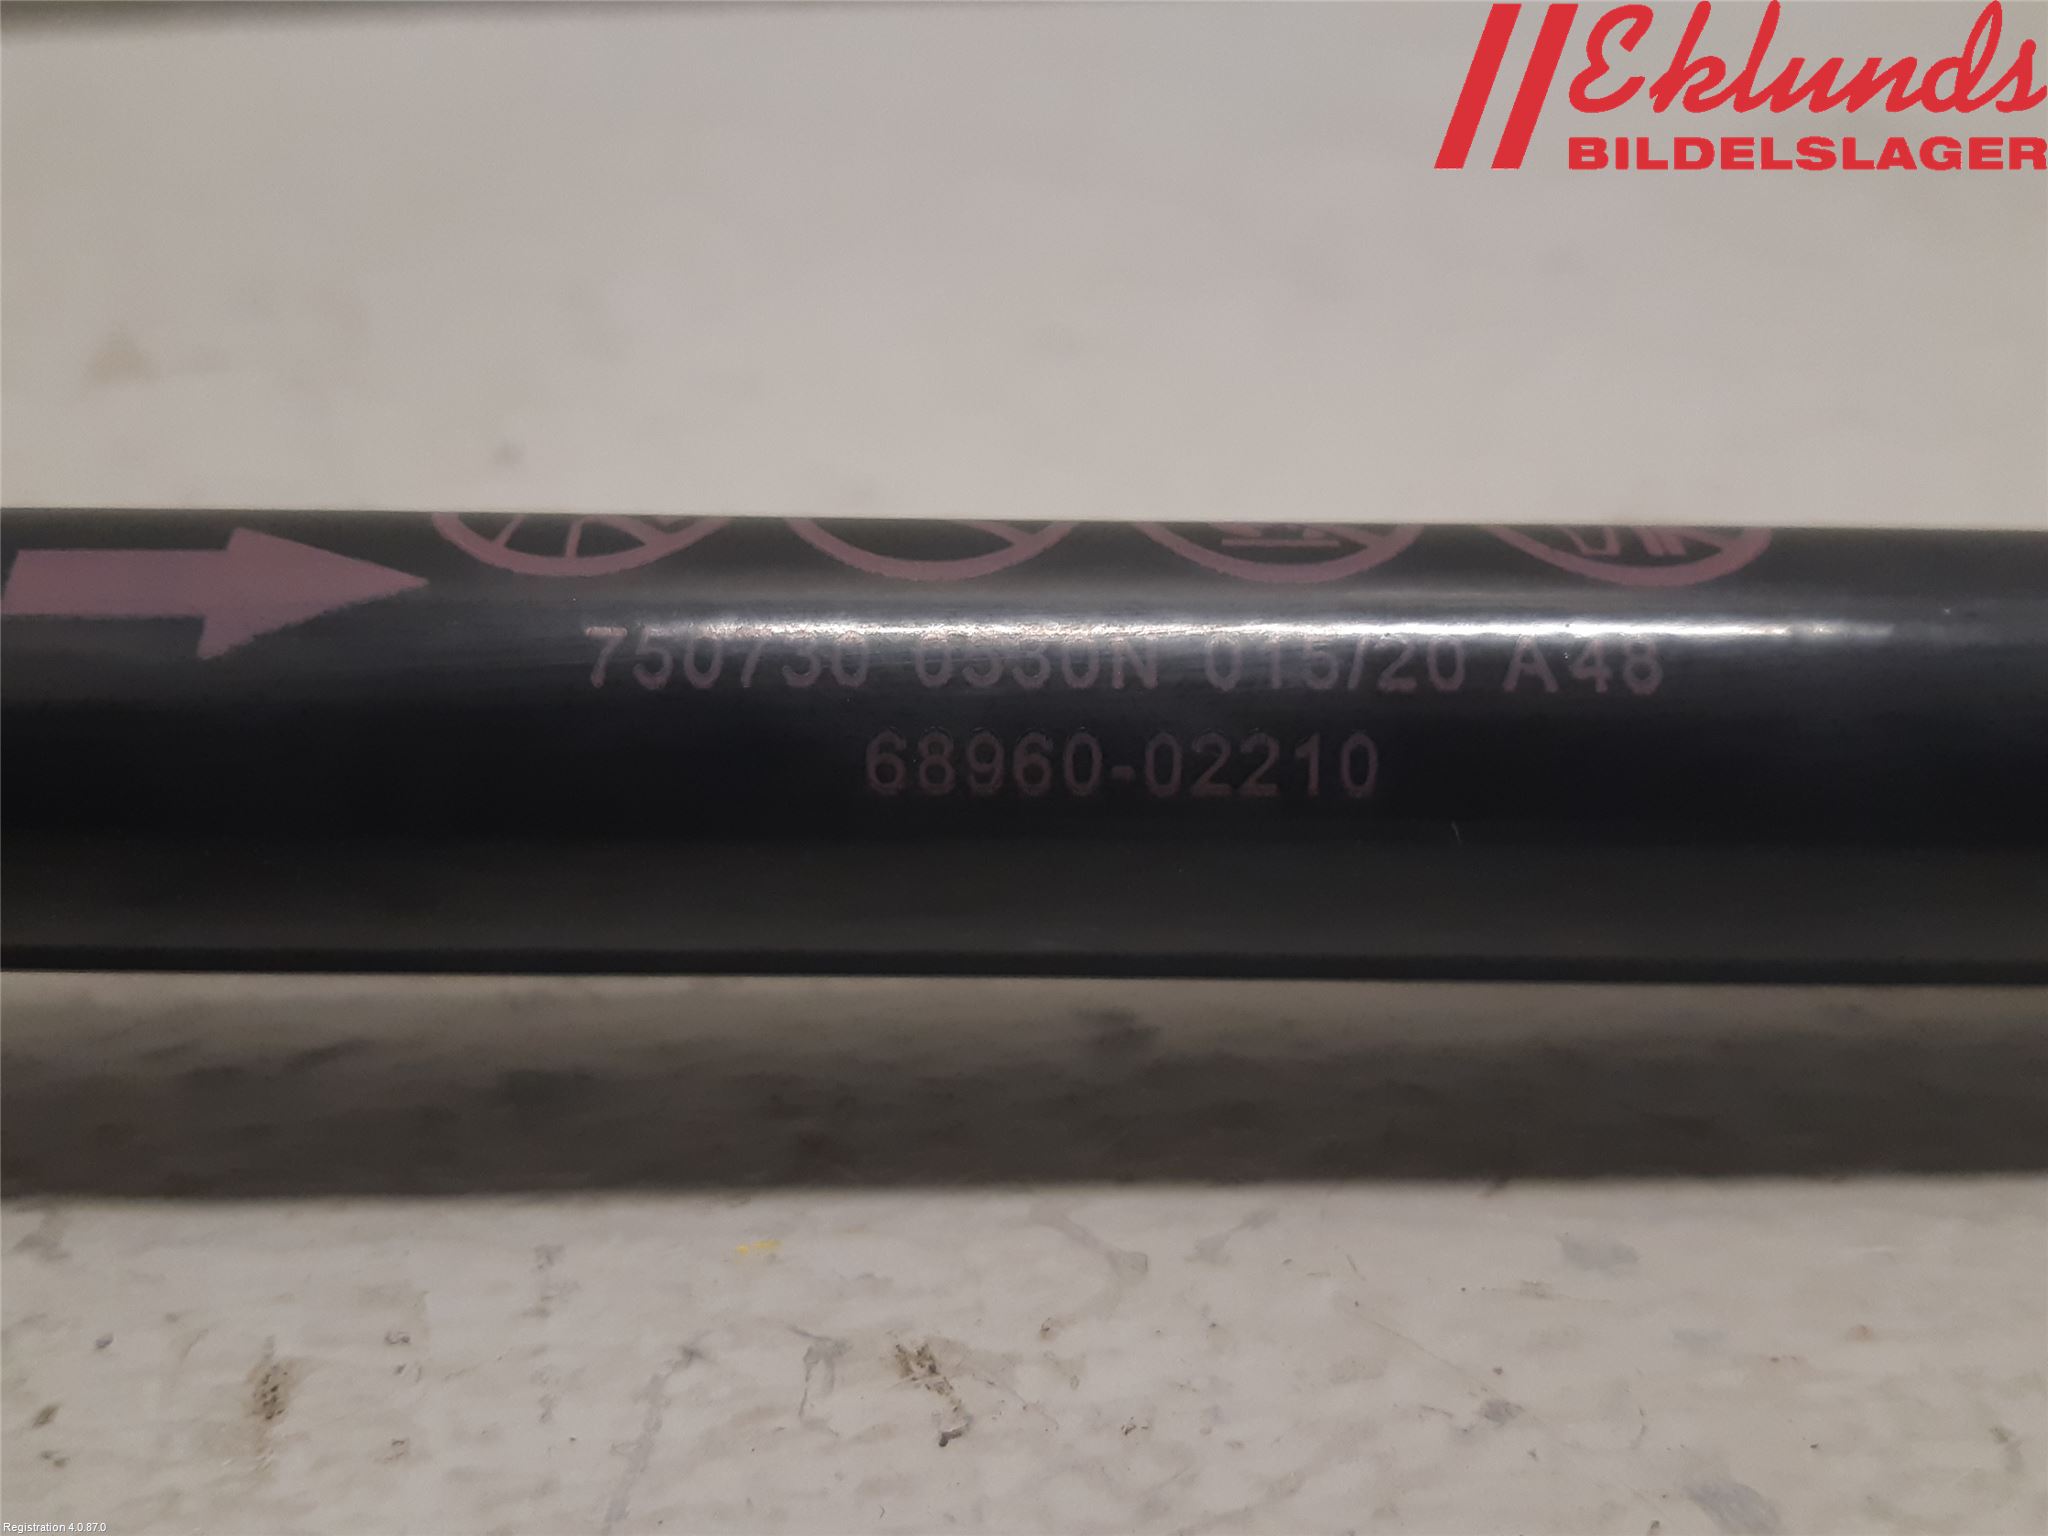 Eklunds
BILDELSLAGER
750730 0330N 015/20 A48
68960-02210
Registration 4.0.87.0